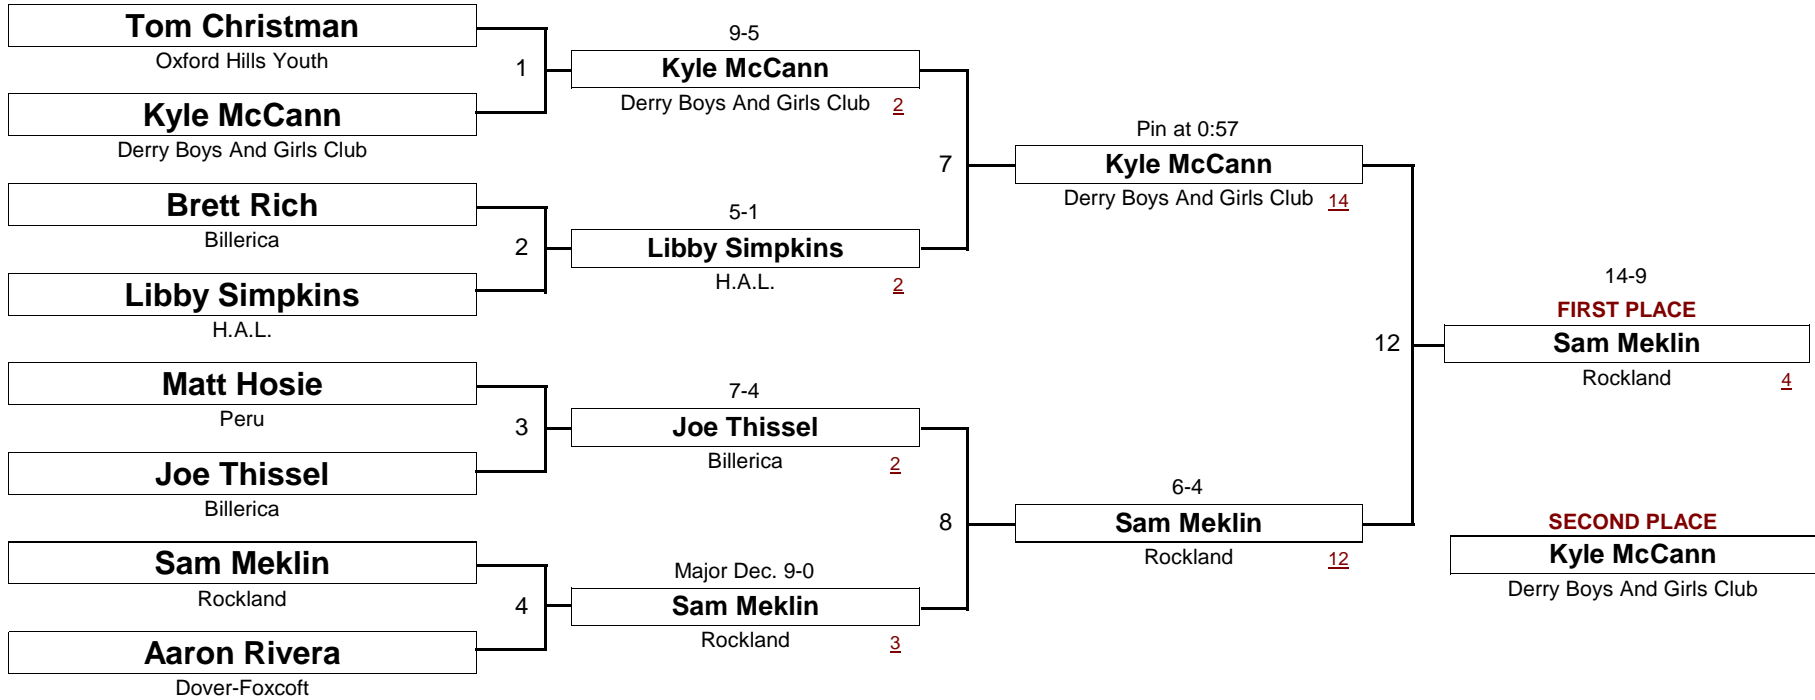 Tom Christman
Oxford Hills Youth
1
Kyle McCann
Derry Boys And Girls Club
Brett Rich
Billerica
2
Libby Simpkins
H.A.L.
Matt Hosie
Peru
3
Joe Thissel
Billerica
Sam Meklin
Rockland
4
Aaron Rivera
Dover-Foxcoft
9-5
Kyle McCann
Derry Boys And Girls Club 2
7
5-1
Libby Simpkins
H.A.L. 2
7-4
Joe Thissel
Billerica 2
8
Major Dec. 9-0
Sam Meklin
Rockland 3
Pin at 0:57
Kyle McCann
Derry Boys And Girls Club 14
12
6-4
Sam Meklin
Rockland 12
14-9
FIRST PLACE
Sam Meklin
Rockland 4
SECOND PLACE
Kyle McCann
Derry Boys And Girls Club